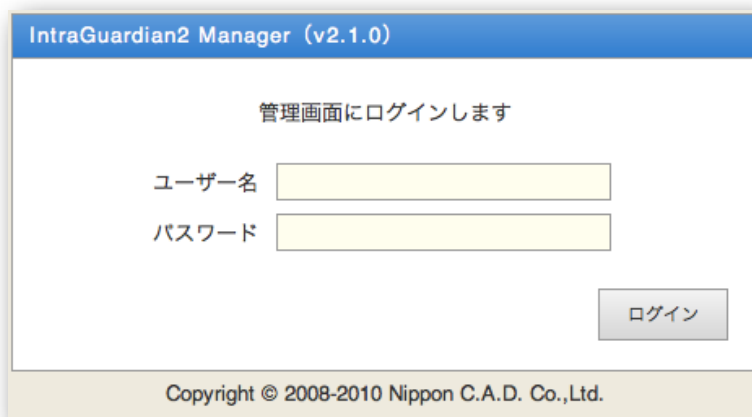 IntraGuardian2 Manager（v2.1.0）
管理画面にログインします
ユーザー名
パスワード
ログイン
Copyright © 2008-2010 Nippon C.A.D. Co.,Ltd.